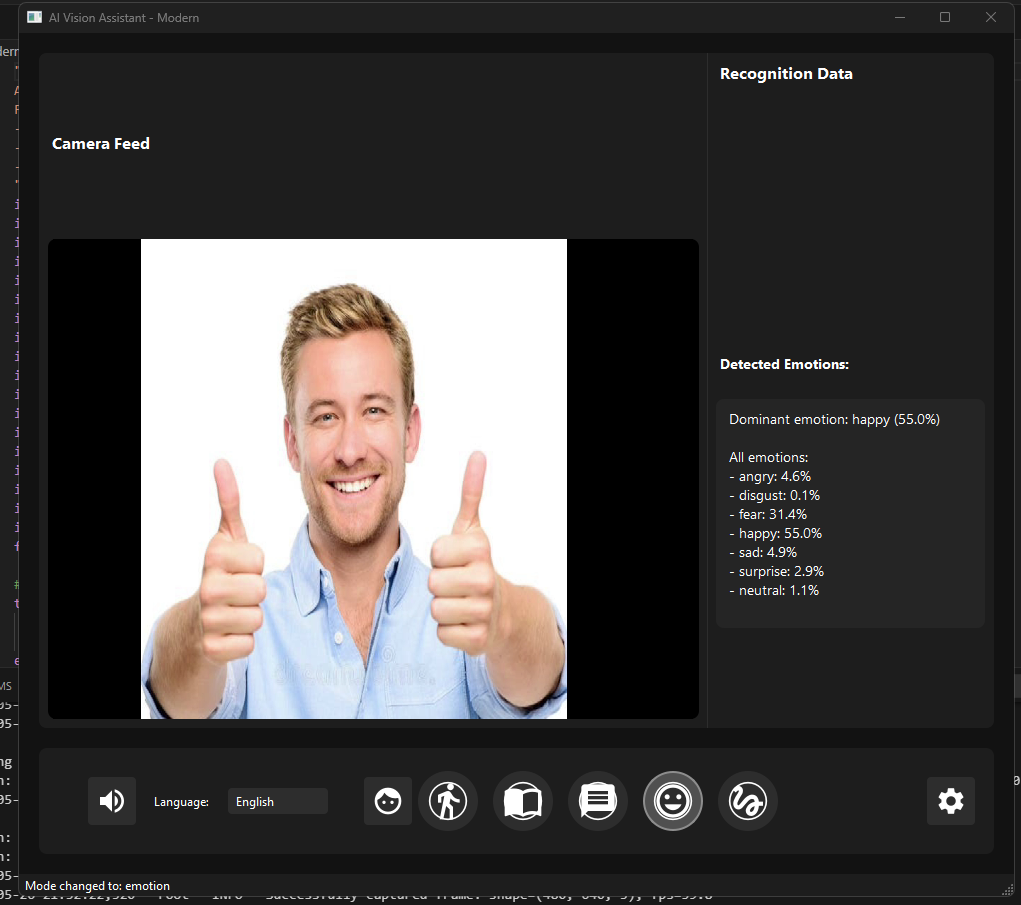 AI Vision Assistant - Modern
Recognition Data
Camera Feed
Detected Emotions:
Dominant emotion: happy (55.0%)
All emotions:
- angry: 4.6%
- disgust: 0.1%
- fear: 31.4%
- happy: 55.0%
- sad: 4.9%
- surprise: 2.9%
- neutral: 1.1%
dreamstime.
Language:
English
Mode changed to: emotion